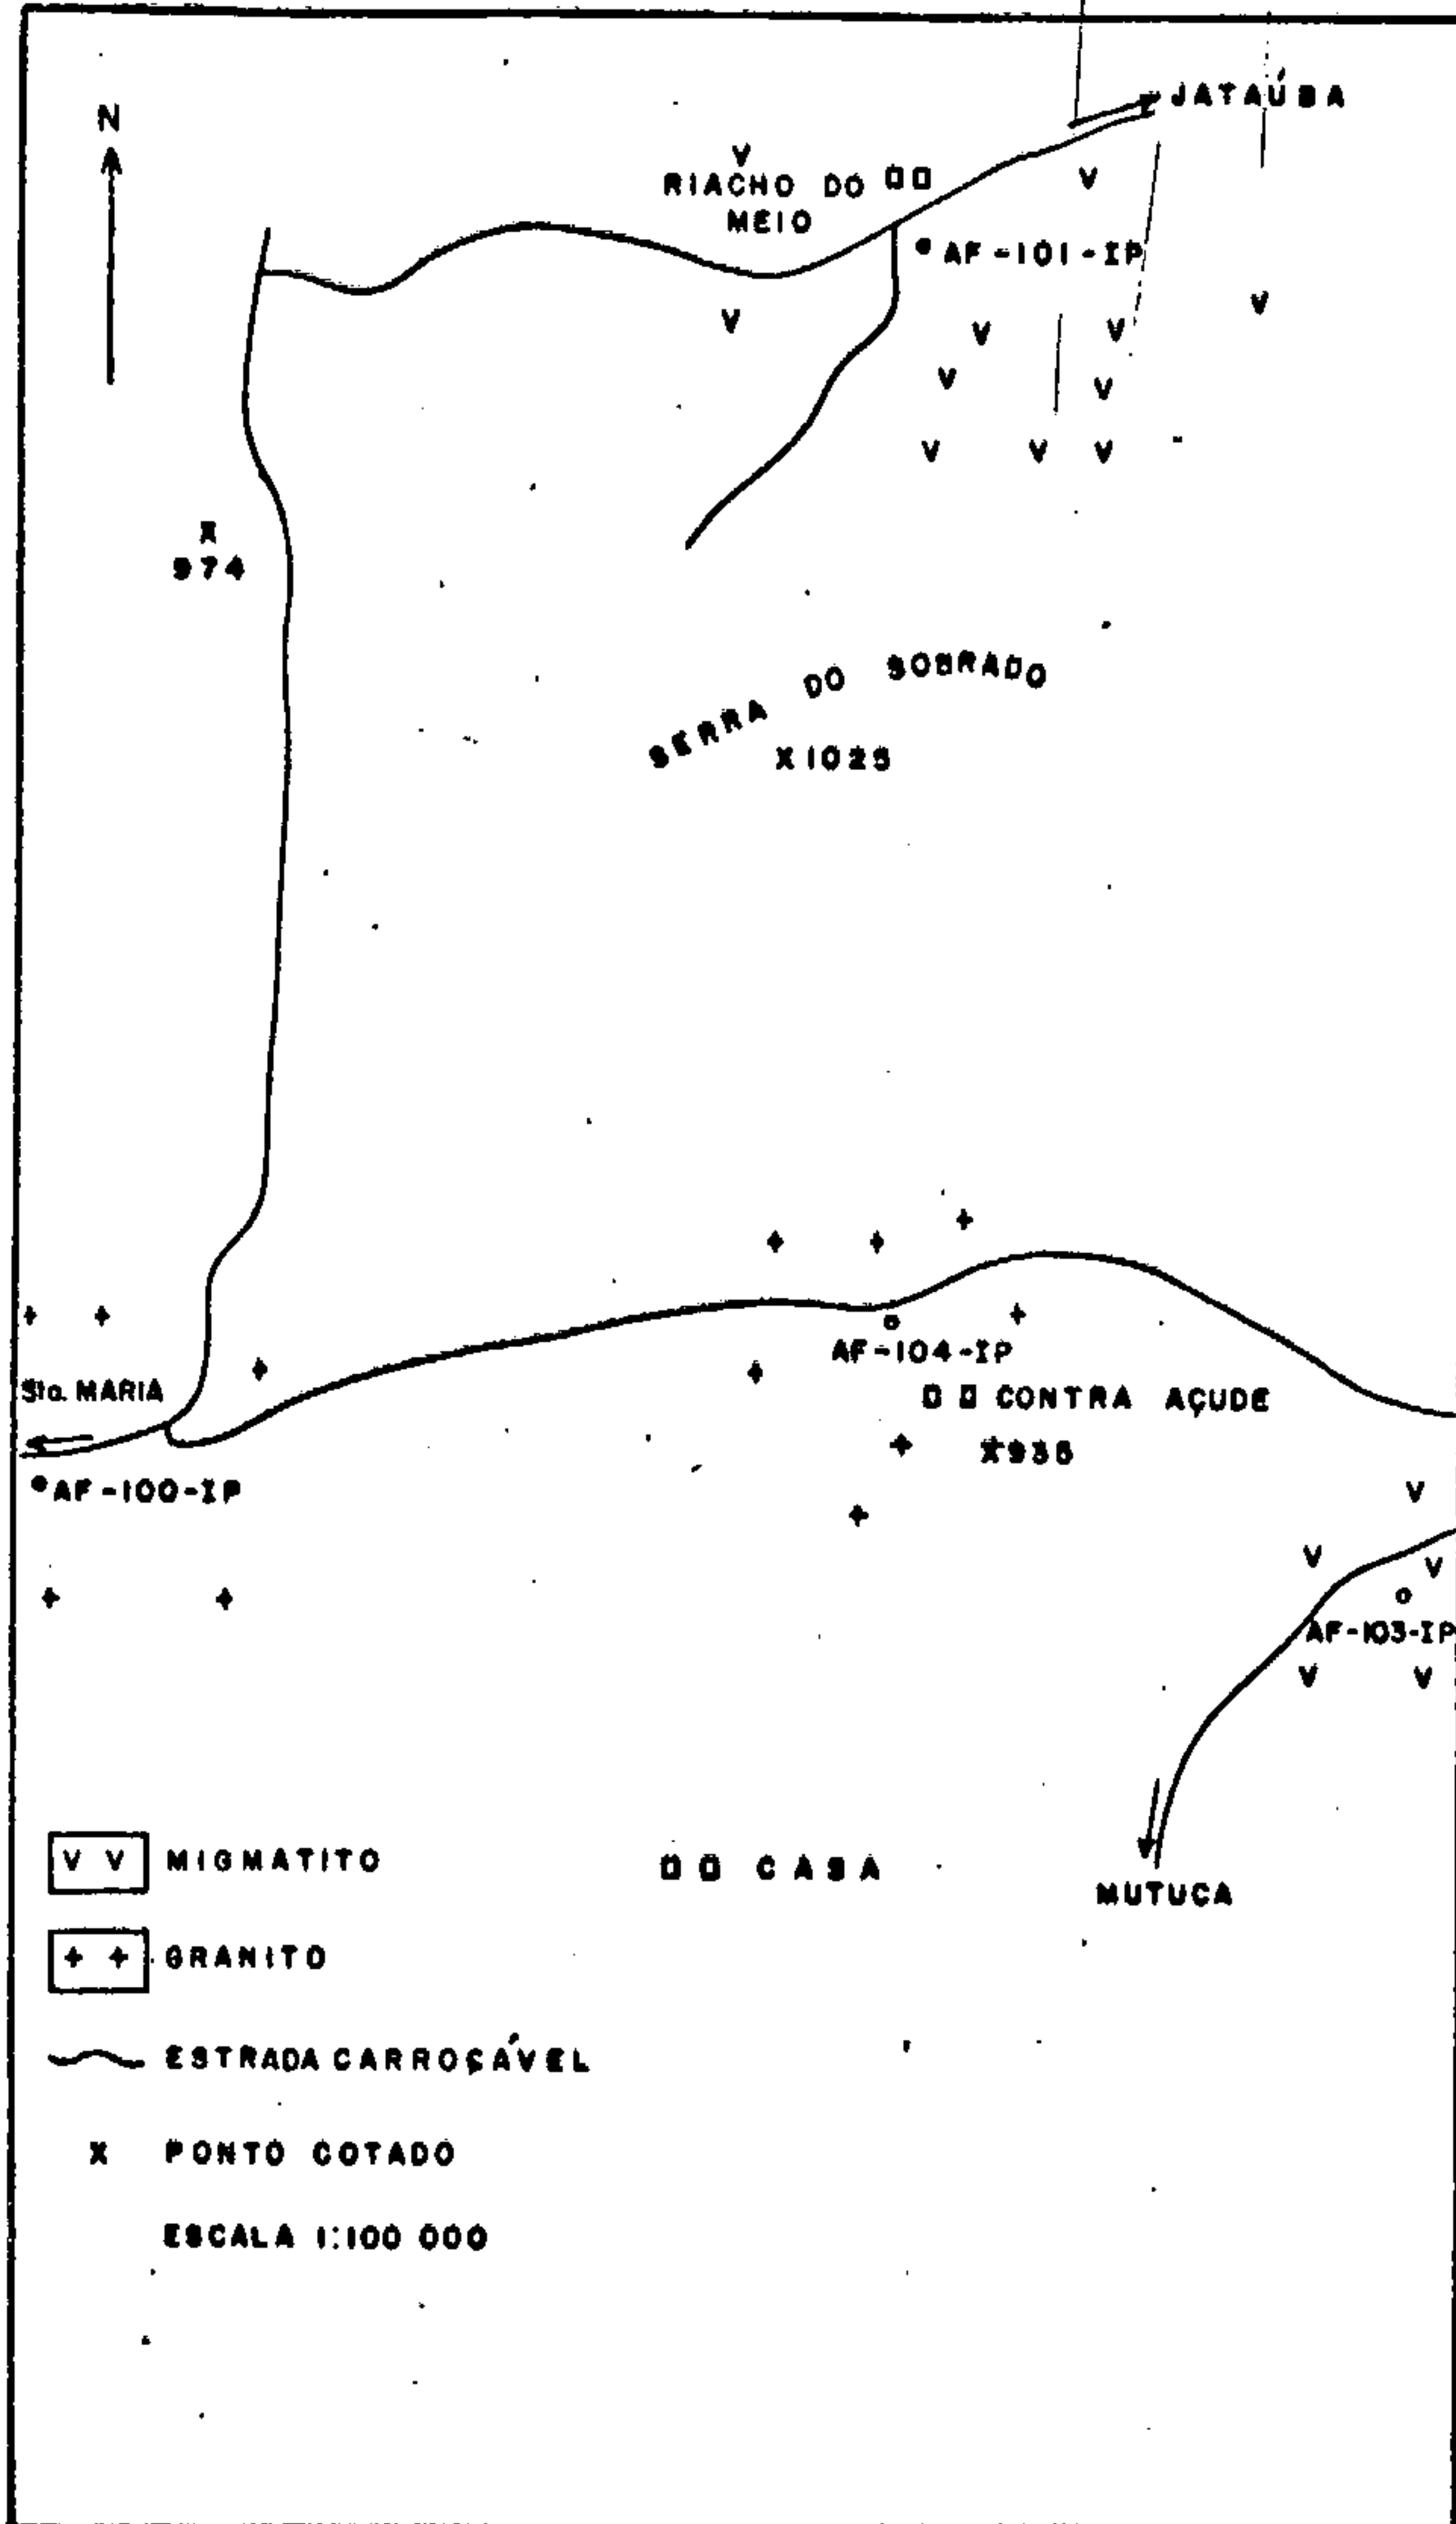 N
JATAÚBA
V
RIACHO DO
MEIO
V
AF-101-IP
V
V
V
V
V
V
V
V
V
X
974
SERRA DO SOBRADO
X 1025
Sta. MARIA
AF-104-IP
CONTRA AÇUDE
X 935
AF-100-IP
V
V
V
AF-103-IP
V
V
V V MIGMATITO
CASA
MUTUCA
+ + GRANITO
ESTRADA CARROÇÁVEL
X PONTO COTADO
ESCALA 1:100 000